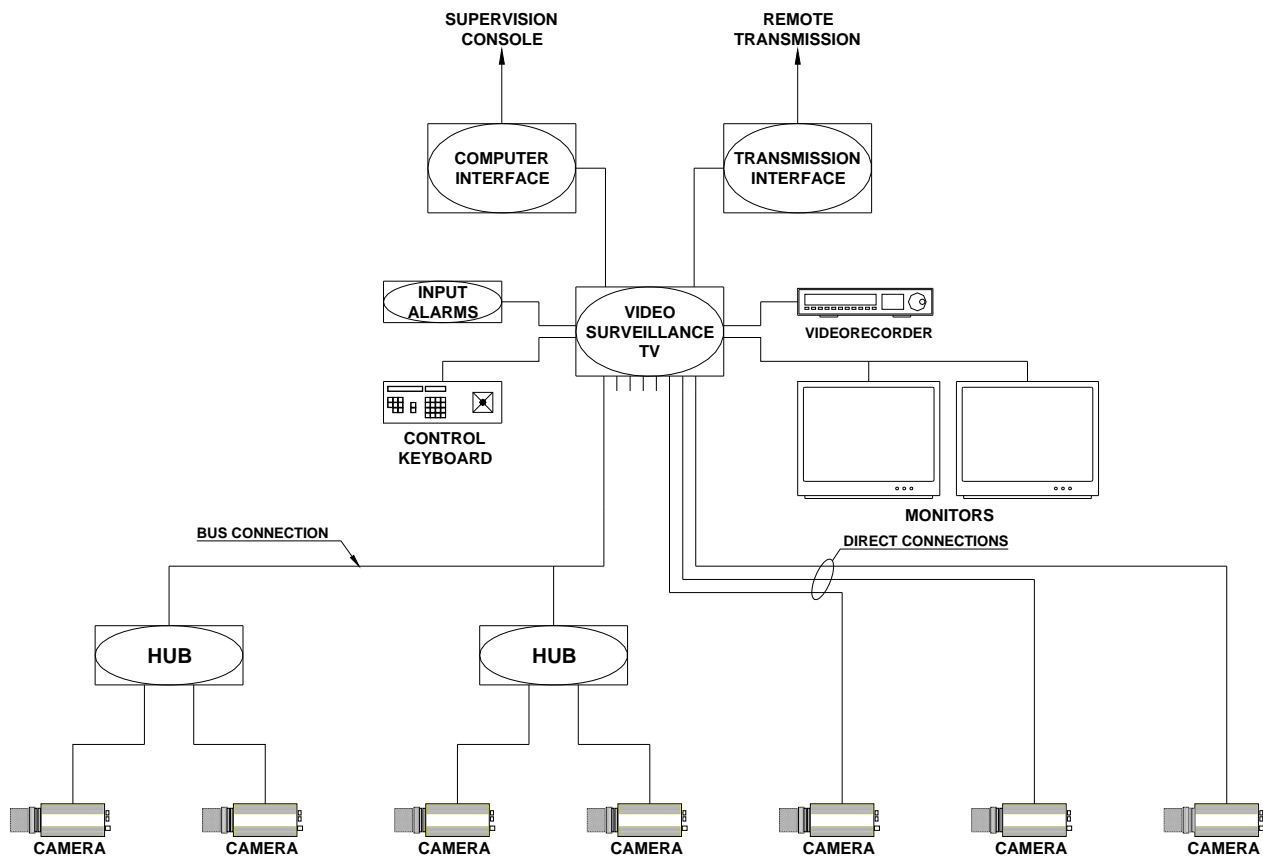 SUPERVISION
CONSOLE
REMOTE
TRANSMISSION
COMPUTER
INTERFACE
TRANSMISSION
INTERFACE
INPUT
ALARMS
VIDEO
SURVEILLANCE
TV
VIDEORECORDER
CONTROL
KEYBOARD
MONITORS
BUS CONNECTION
DIRECT CONNECTIONS
HUB
HUB
CAMERA
CAMERA
CAMERA
CAMERA
CAMERA
CAMERA
CAMERA